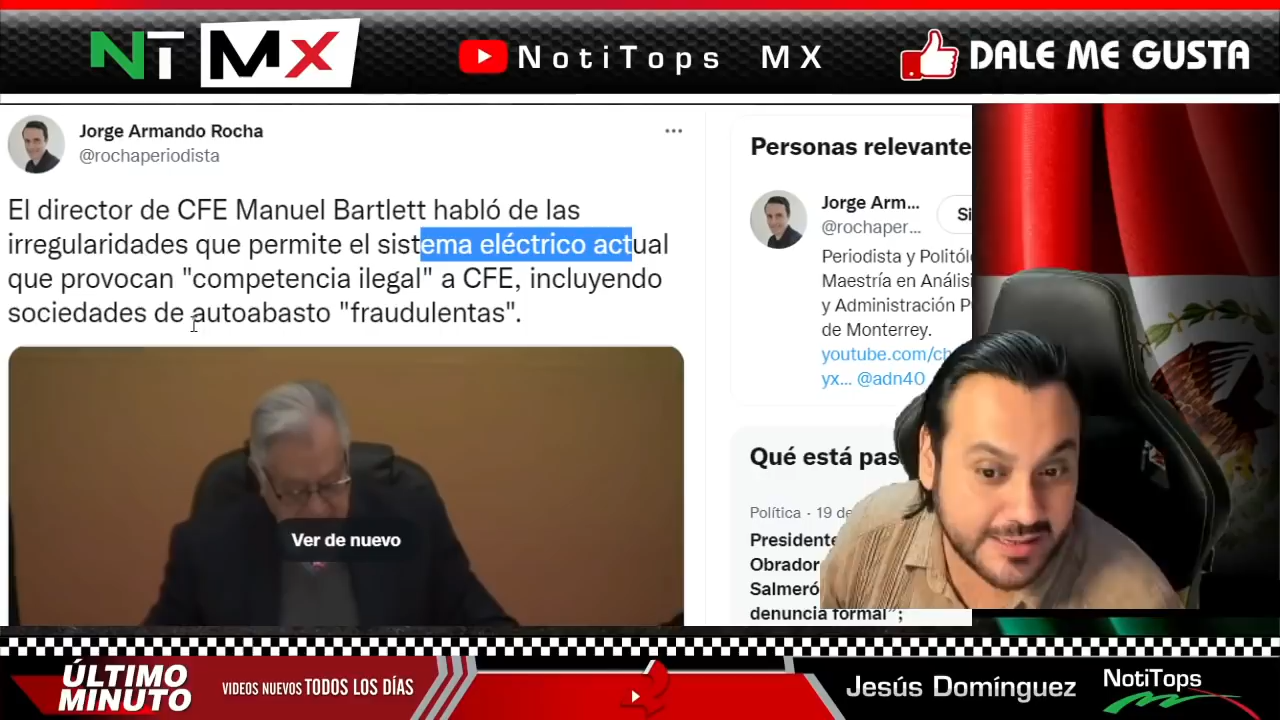 NT MX
NotiTops MX
DALE ME GUSTA
Jorge Armando Rocha
@rochaperiodista
El director de CFE Manuel Bartlett habló de las
irregularidades que permite el sistema eléctrico actual
que provocan "competencia ilegal" a CFE, incluyendo
sociedades de autoabasto "fraudulentas".
Ver de nuevo
Personas relevante
Jorge Arm...
@rochaper...
Si
Periodista y Politól
Maestría en Anális
y Administración P
de Monterrey.
youtube.com/ch
yx... @adn40
Qué está pas
Política · 19 de
Presidente
Obrador
Salmeró
denuncia formal”;
ÚLTIMO
MINUTO
VIDEOS NUEVOS TODOS LOS DÍAS
Jesús Domínguez
NotiTops